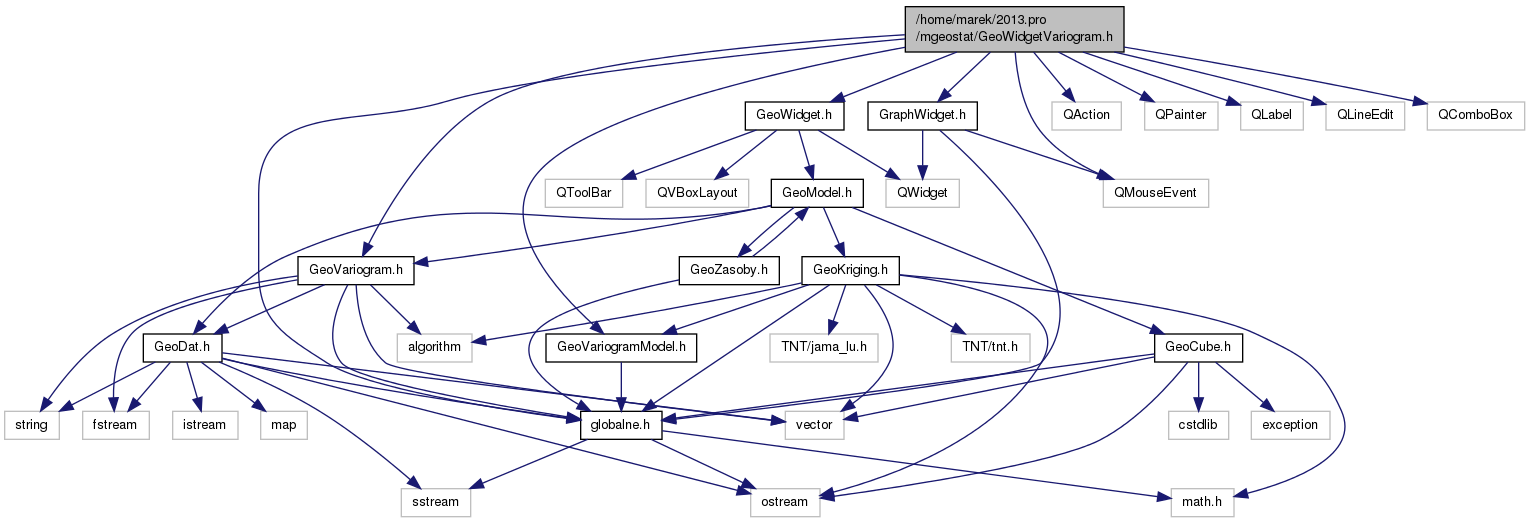 /home/marek/2013.pro
/mgeostat/GeoWidgetVariogram.h
GeoWidget.h
GraphWidget.h
QAction
QPainter
QLabel
QLineEdit
QComboBox
QToolBar
QVBoxLayout
GeoModel.h
QWidget
QMouseEvent
GeoVariogram.h
GeoZasoby.h
GeoKriging.h
GeoDat.h
algorithm
GeoVariogramModel.h
TNT/jama_lu.h
TNT/tnt.h
GeoCube.h
string
fstream
istream
map
globalne.h
vector
cstdlib
exception
sstream
ostream
math.h